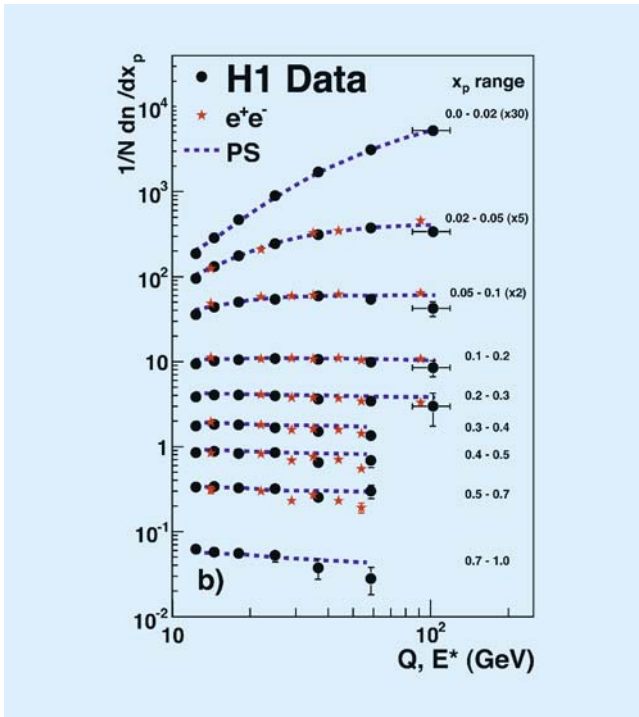 H1 Data
e⁺e⁻
PS
xₚ range
0.0 - 0.02 (x30)
0.02 - 0.05 (x5)
0.05 - 0.1 (x2)
0.1 - 0.2
0.2 - 0.3
0.3 - 0.4
0.4 - 0.5
0.5 - 0.7
0.7 - 1.0
b)
1/N dn /dxₚ
10⁴
10³
10²
10
1
10⁻¹
10⁻²
10
10²
Q, E* (GeV)